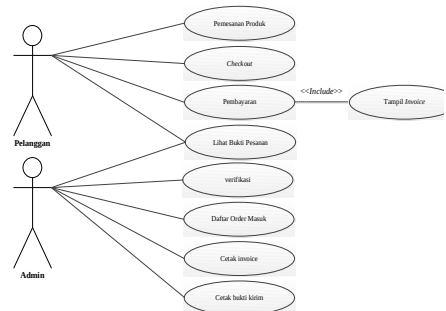 Pemesanan Produk
Checkout
<<Include>>
Pembayaran
Tampil Invoice
Pelanggan
Lihat Bukti Pesanan
verifikasi
Daftar Order Masuk
Cetak invoice
Admin
Cetak bukti kirim